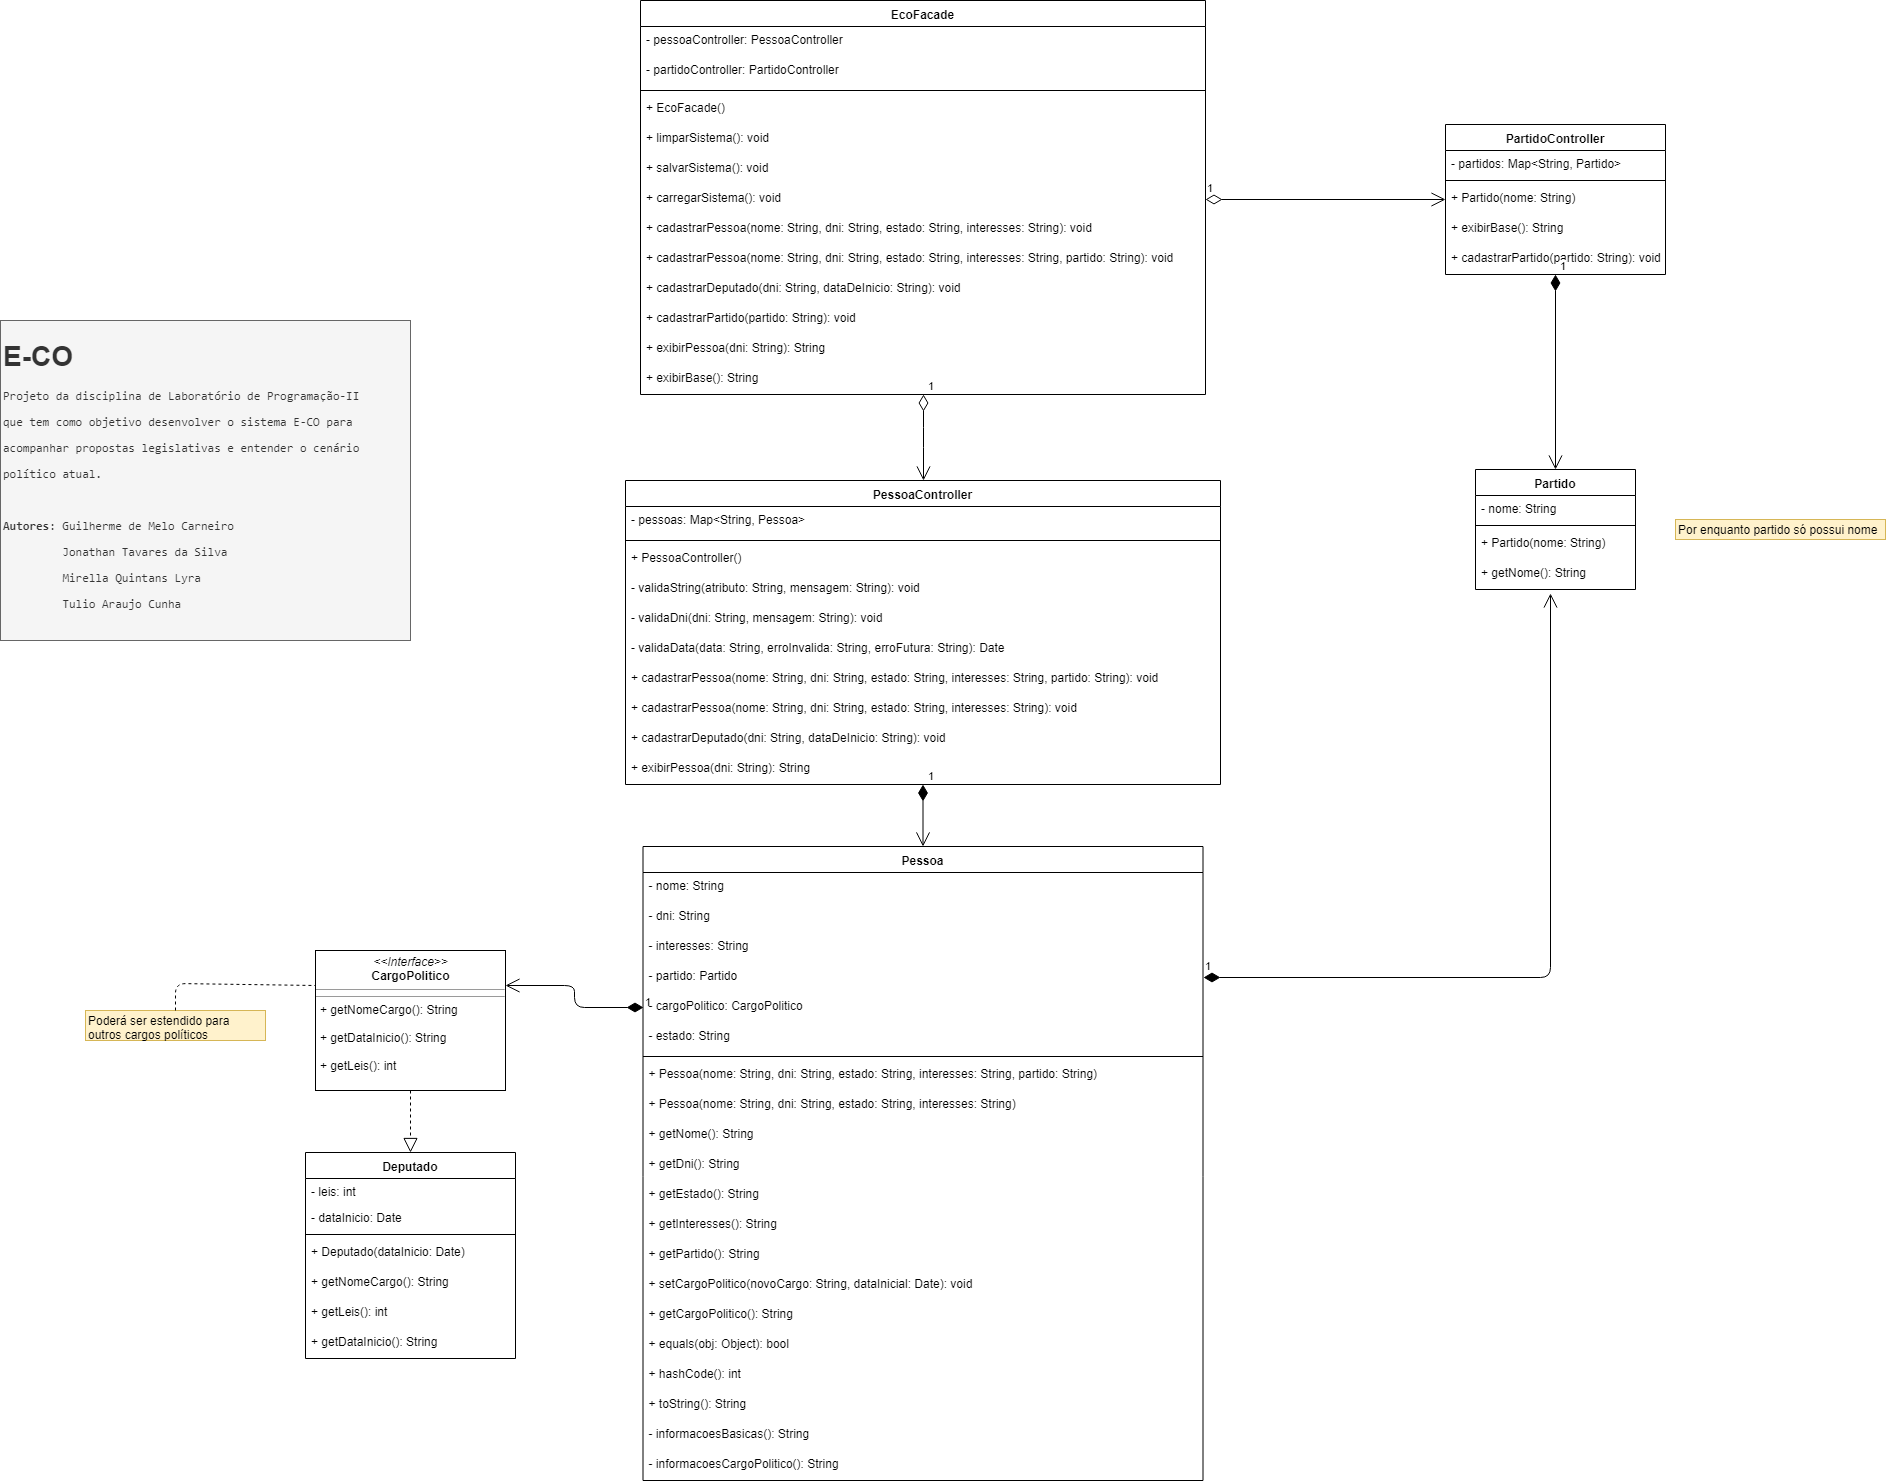 EcoFacade
- pessoaController: PessoaController
- partidoController: PartidoController
+ EcoFacade()
+ limparSistema(): void
+ salvarSistema(): void
+ carregarSistema(): void
+ cadastrarPessoa(nome: String, dni: String, estado: String, interesses: String): void
+ cadastrarPessoa(nome: String, dni: String, estado: String, interesses: String, partido: String): void
+ cadastrarDeputado(dni: String, dataDeInicio: String): void
+ cadastrarPartido(partido: String): void
+ exibirPessoa(dni: String): String
+ exibirBase(): String
1
1
PartidoController
- partidos: Map<String, Partido>
+ Partido(nome: String)
+ exibirBase(): String
+ cadastrarPartido(partido: String): void
1
E-CO
Projeto da disciplina de Laboratório de Programação-II
que tem como objetivo desenvolver o sistema E-CO para
acompanhar propostas legislativas e entender o cenário
político atual.
Autores: Guilherme de Melo Carneiro
Jonathan Tavares da Silva
Mirella Quintans Lyra
Tulio Araujo Cunha
PessoaController
- pessoas: Map<String, Pessoa>
+ PessoaController()
- validaString(atributo: String, mensagem: String): void
- validaDni(dni: String, mensagem: String): void
- validaData(data: String, erroInvalida: String, erroFutura: String): Date
+ cadastrarPessoa(nome: String, dni: String, estado: String, interesses: String, partido: String): void
+ cadastrarPessoa(nome: String, dni: String, estado: String, interesses: String): void
+ cadastrarDeputado(dni: String, dataDeInicio: String): void
+ exibirPessoa(dni: String): String
1
Partido
- nome: String
+ Partido(nome: String)
+ getNome(): String
Por enquanto partido só possui nome
Pessoa
- nome: String
- dni: String
- interesses: String
- partido: Partido
- cargoPolitico: CargoPolitico
- estado: String
+ Pessoa(nome: String, dni: String, estado: String, interesses: String, partido: String)
+ Pessoa(nome: String, dni: String, estado: String, interesses: String)
+ getNome(): String
+ getDni(): String
+ getEstado(): String
+ getInteresses(): String
+ getPartido(): String
+ setCargoPolitico(novoCargo: String, dataInicial: Date): void
+ getCargoPolitico(): String
+ equals(obj: Object): bool
+ hashCode(): int
+ toString(): String
- informacoesBasicas(): String
- informacoesCargoPolitico(): String
1
1
<<Interface>>
CargoPolitico
+ getNomeCargo(): String
+ getDataInicio(): String
+ getLeis(): int
Poderá ser estendido para
outros cargos políticos
Deputado
- leis: int
- dataInicio: Date
+ Deputado(dataInicio: Date)
+ getNomeCargo(): String
+ getLeis(): int
+ getDataInicio(): String